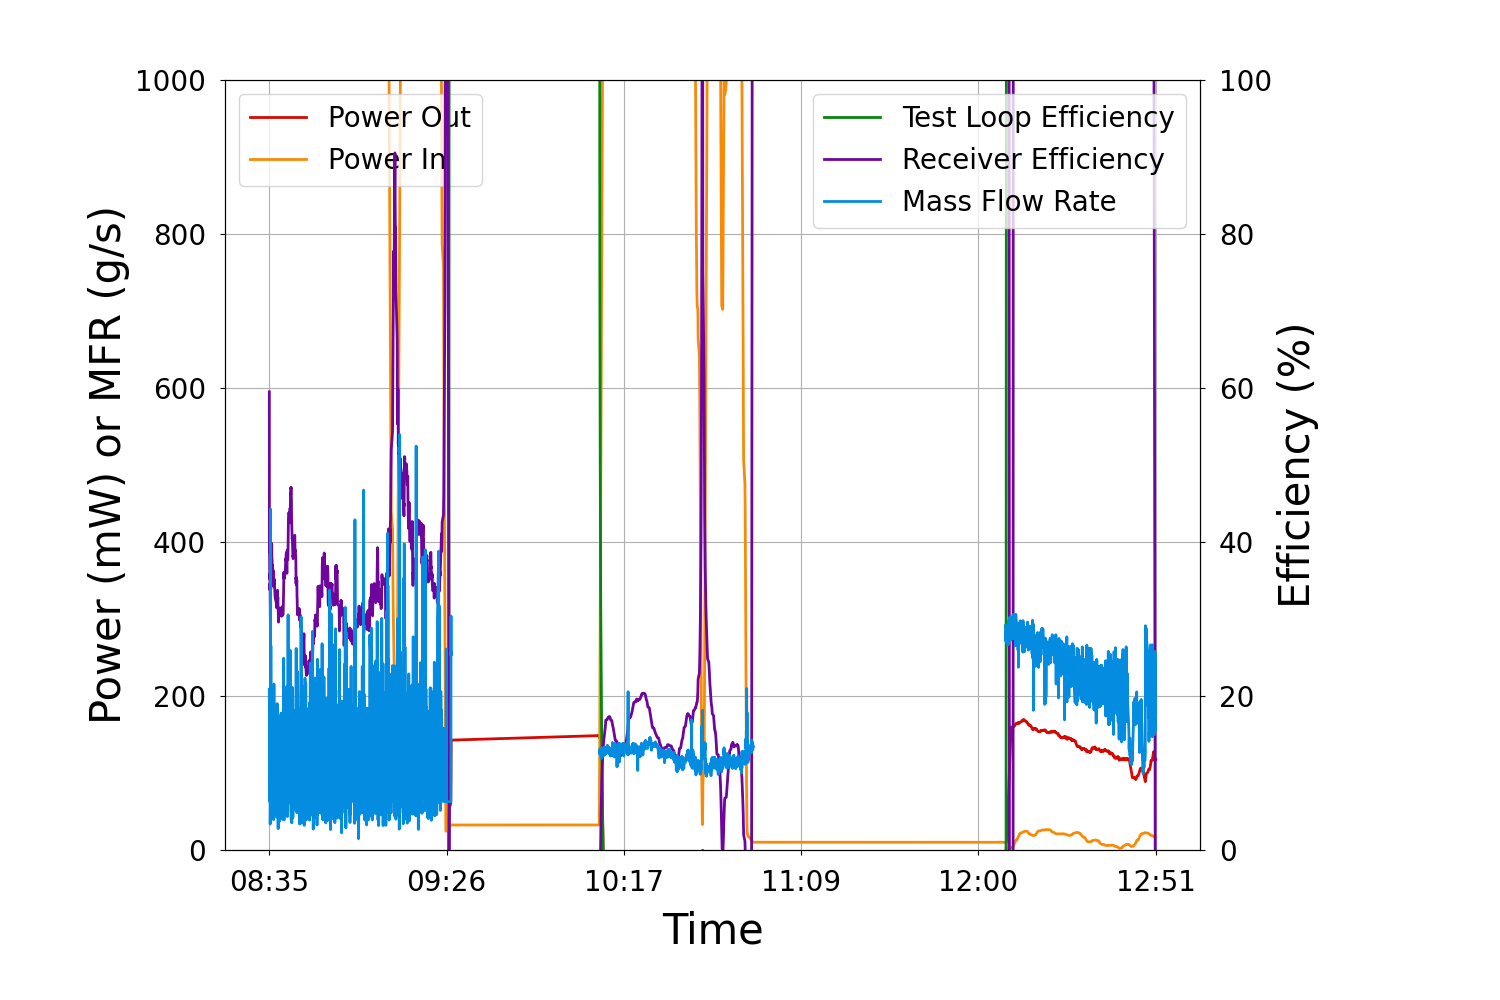 1000
800
600
400
200
0
Power (mW) or MFR (g/s)
Power Out
Power In
Test Loop Efficiency
Receiver Efficiency
Mass Flow Rate
100
80
60
40
20
0
Efficiency (%)
08:35
09:26
10:17
11:09
12:00
12:51
Time